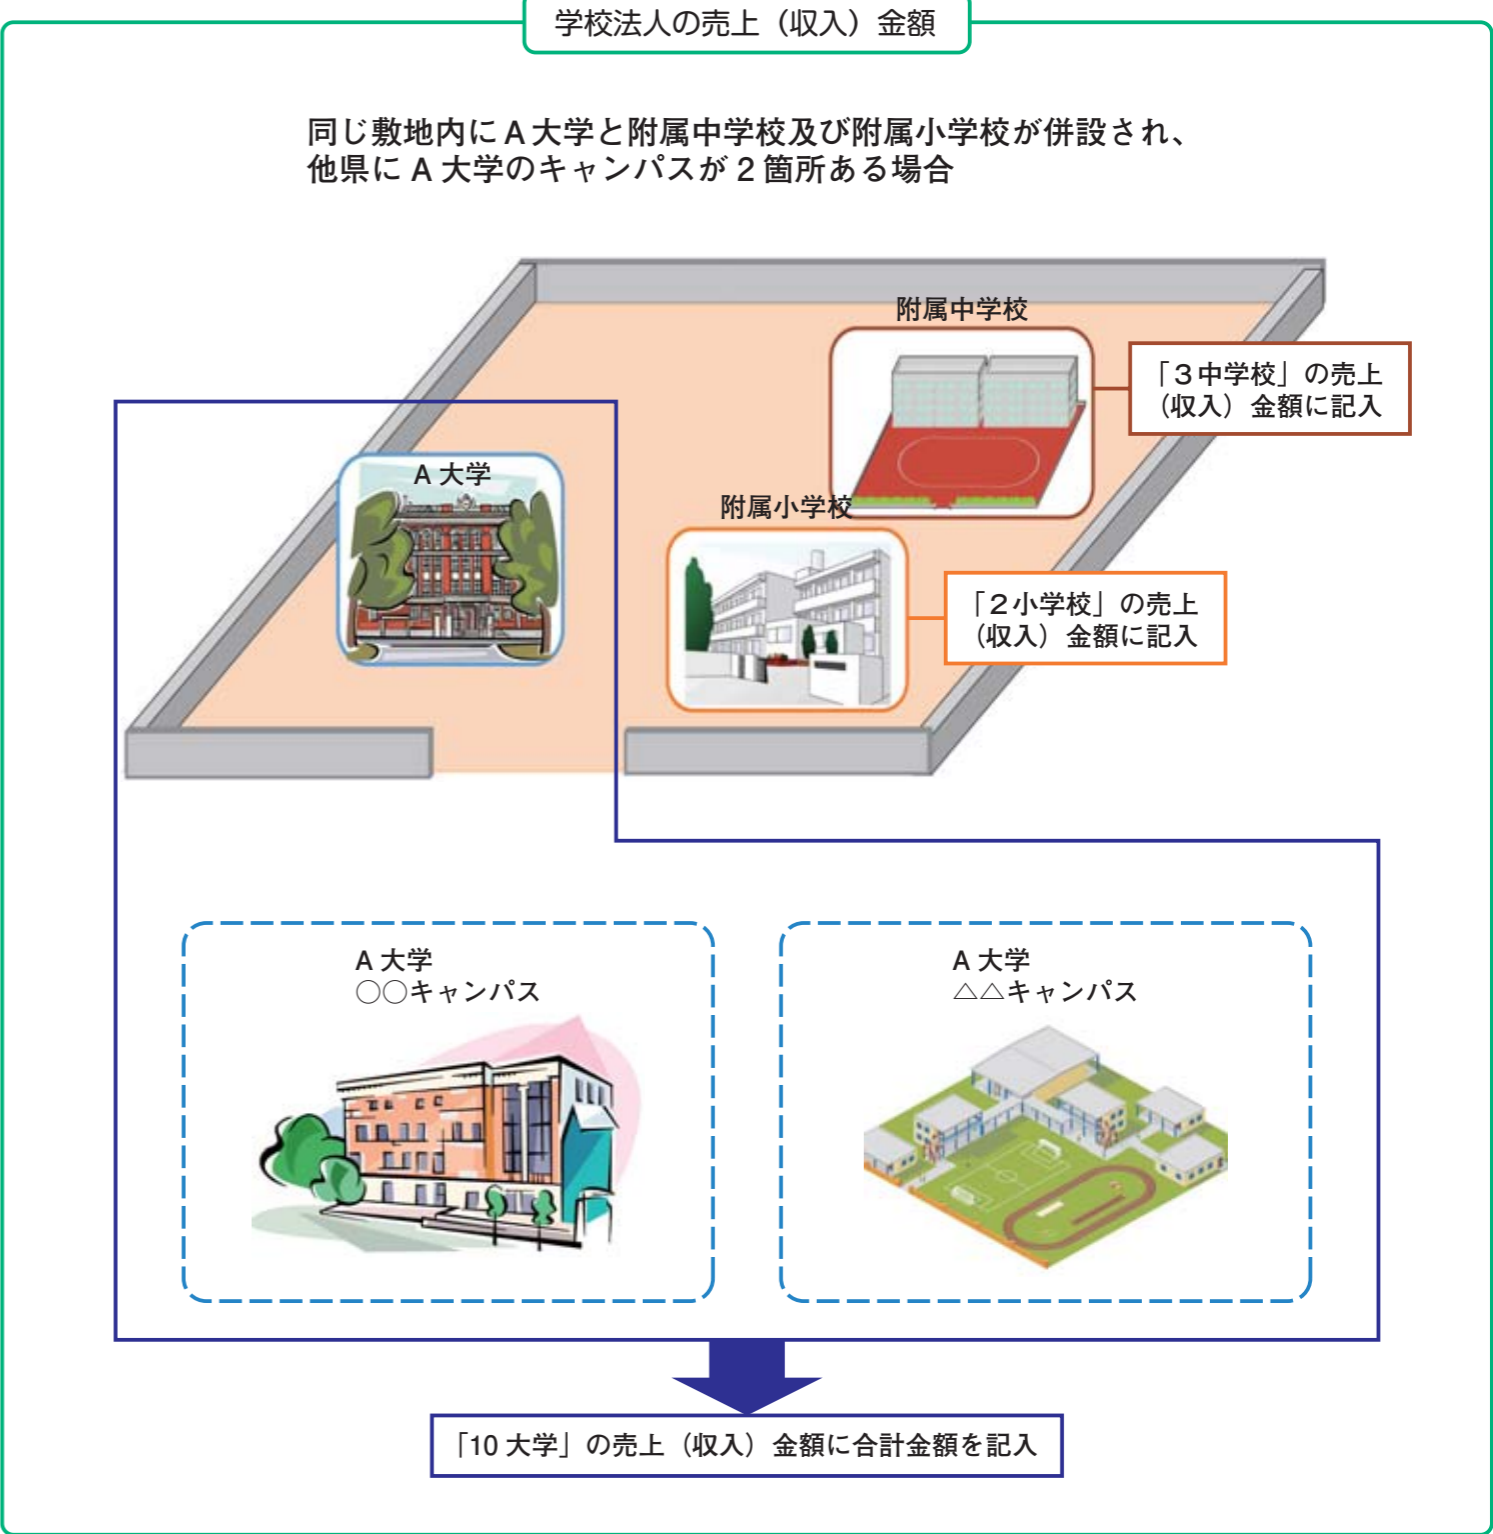 学校法人の売上（収入）金額
同じ敷地内にA大学と附属中学校及び附属小学校が併設され、
他県にA大学のキャンパスが2箇所ある場合
附属中学校
「3中学校」の売上
（収入）金額に記入
A大学
附属小学校
「2小学校」の売上
（収入）金額に記入
A大学
○○キャンパス
A大学
△△キャンパス
「10大学」の売上（収入）金額に合計金額を記入